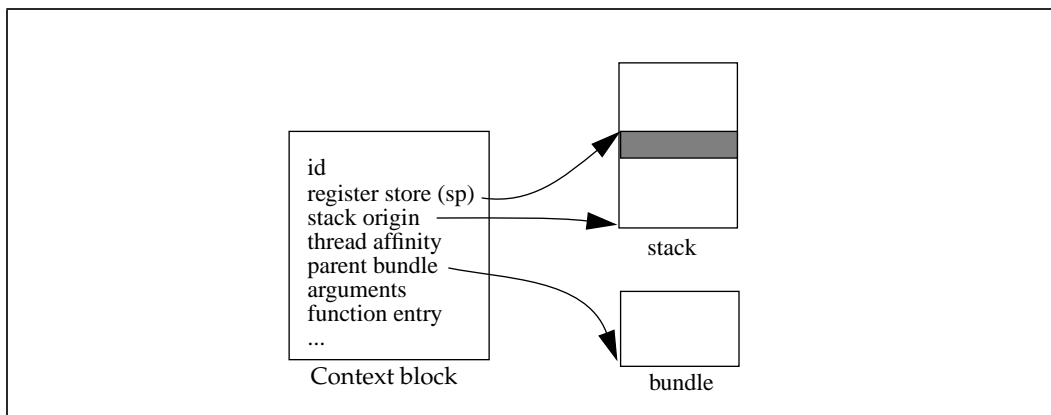 id
register store (sp)
stack origin
thread affinity
parent bundle
arguments
function entry
...
Context block
stack
bundle